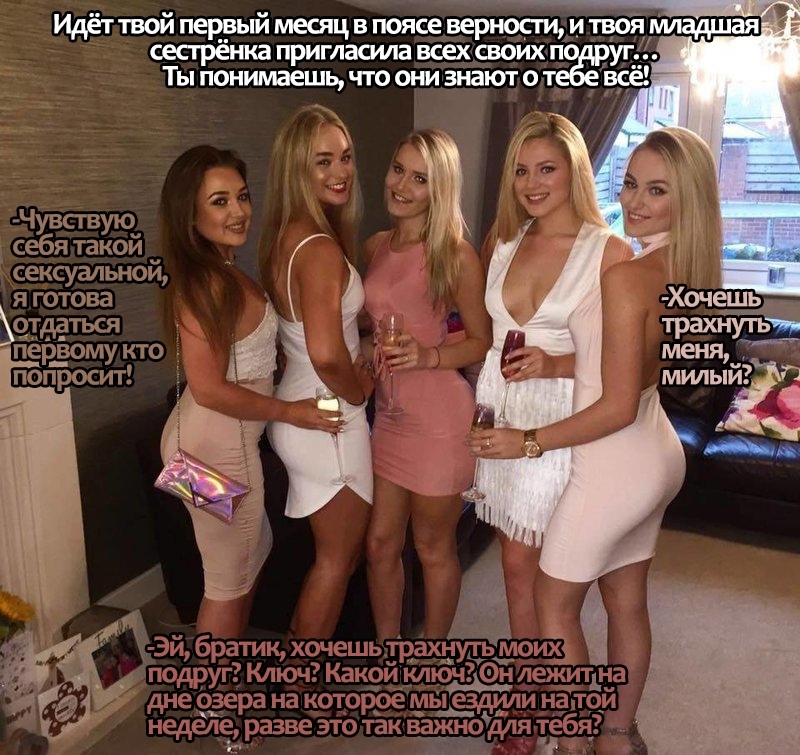 Идёт твой первый месяц в поясе верности, и твоя младшая
сестрёнка пригласила всех своих подруг...
Ты понимаешь, что они знают о тебе всё!
-Чувствую
себя такой
сексуальной,
я готова
отдаться
первому кто
попросит!
-Хочешь
трахнуть
меня,
милый?
Family
-Эй, братик, хочешь трахнуть моих
подруг? Ключ? Какой ключ? Он лежит на
дне озера на которое мы ездили на той
неделе, разве это так важно для тебя?